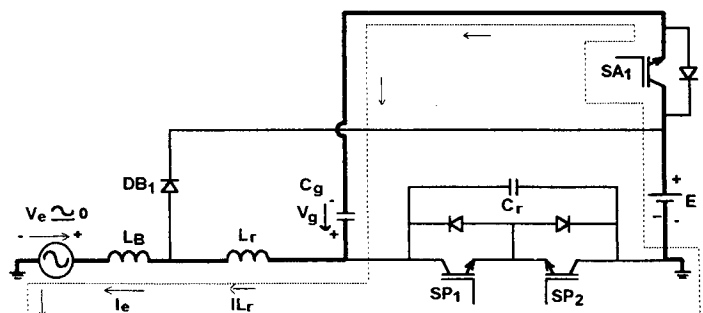 SA1
DB1
Cg
-
Vg
+
Cr
+
E
-
-
Ve ≃ 0
- +
LB
Lr
SP1
SP2
Ie
ILr